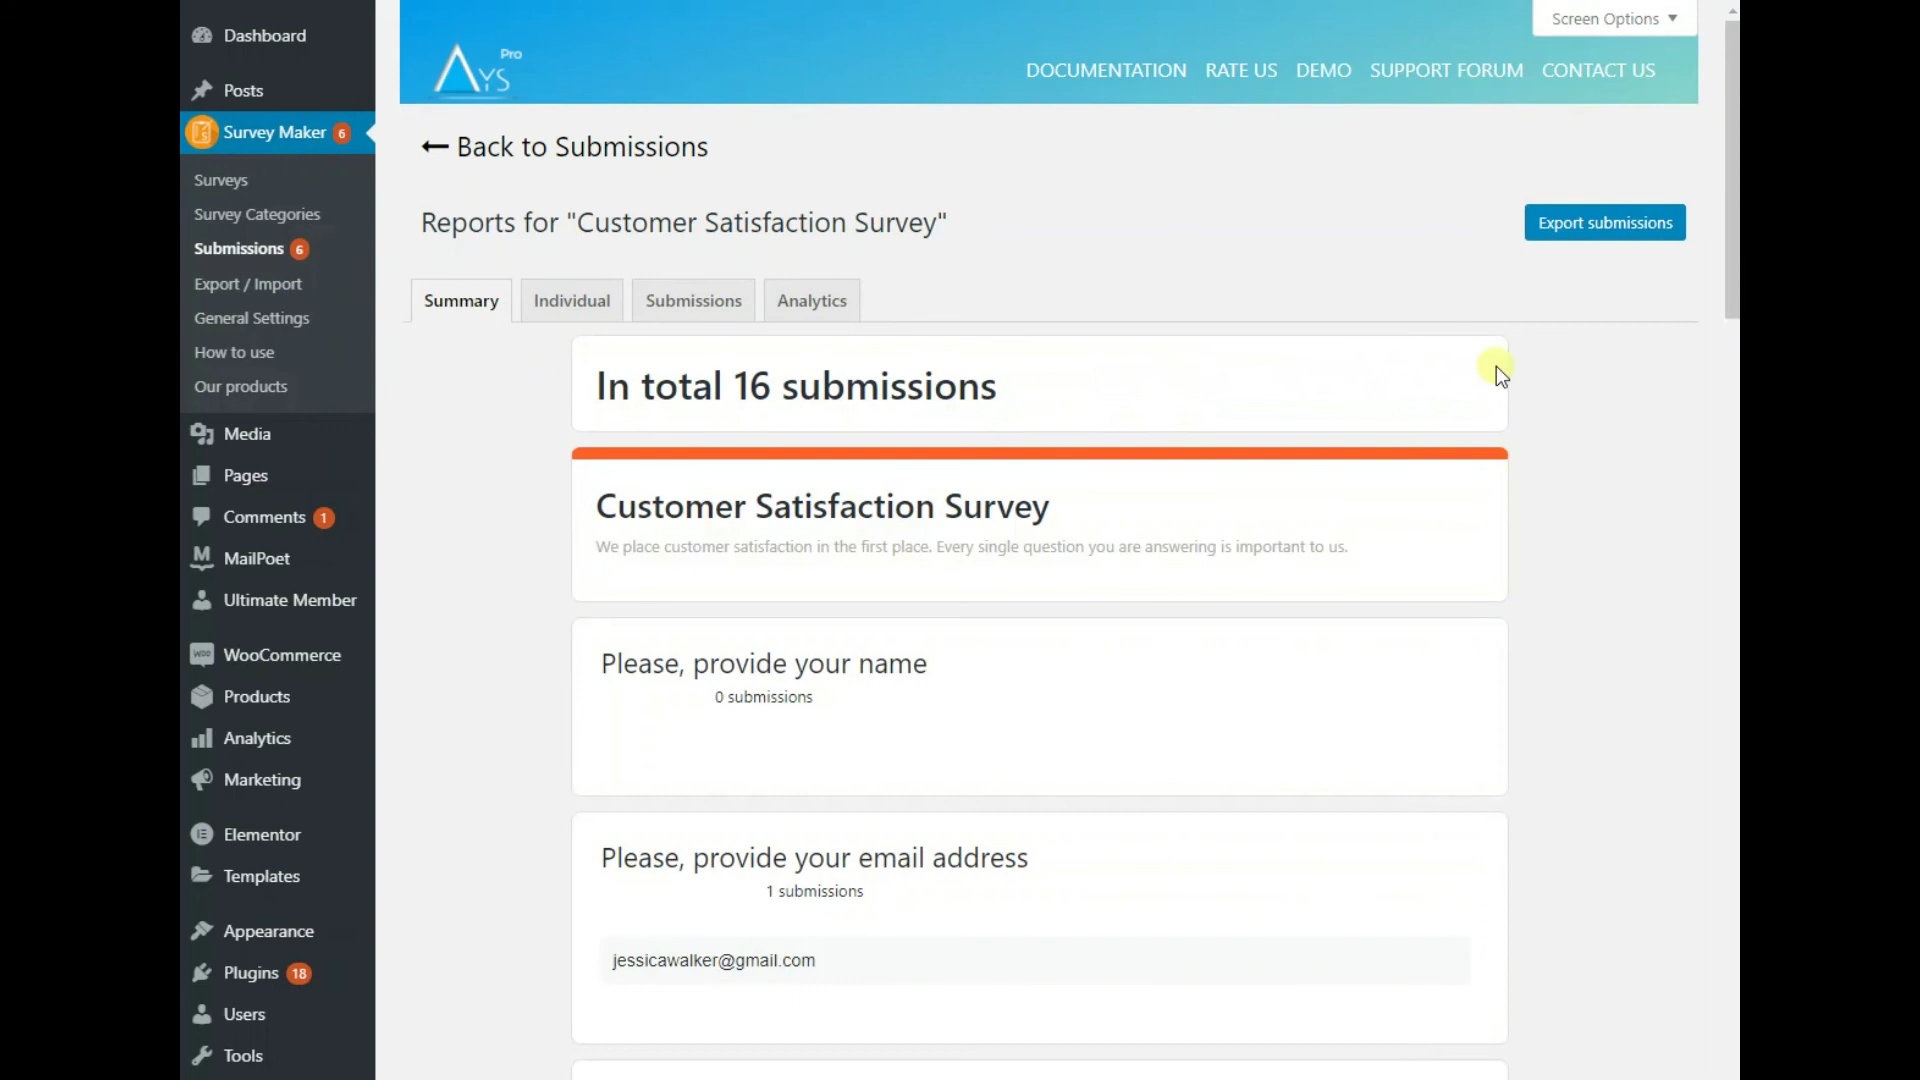 Dashboard
Posts
Survey Maker 6
Surveys
Survey Categories
Submissions 6
Export / Import
General Settings
How to use
Our products
Media
Pages
Comments 1
MailPoet
Ultimate Member
WooCommerce
Products
Analytics
Marketing
Elementor
Templates
Appearance
Plugins 18
Users
Tools
Screen Options
AYS Pro
DOCUMENTATION RATE US DEMO SUPPORT FORUM CONTACT US
Back to Submissions
Reports for "Customer Satisfaction Survey"
Export submissions
Summary Individual Submissions Analytics
In total 16 submissions
Customer Satisfaction Survey
We place customer satisfaction in the first place. Every single question you are answering is important to us.
Please, provide your name
0 submissions
Please, provide your email address
1 submissions
jessicawalker@gmail.com